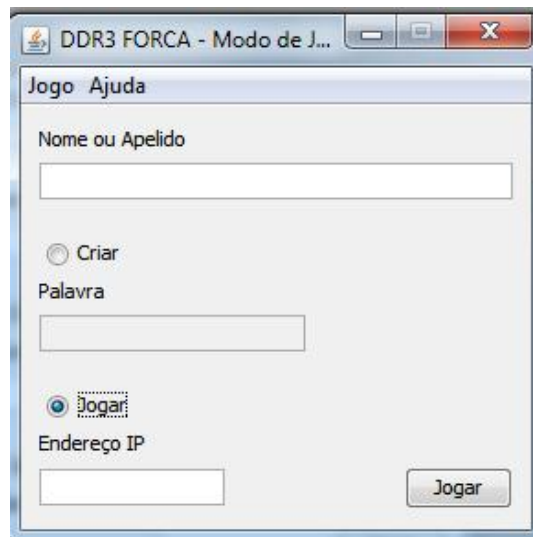 DDR3 FORCA - Modo de J...
Jogo Ajuda
Nome ou Apelido
Criar
Palavra
Jogar
Endereço IP
Jogar